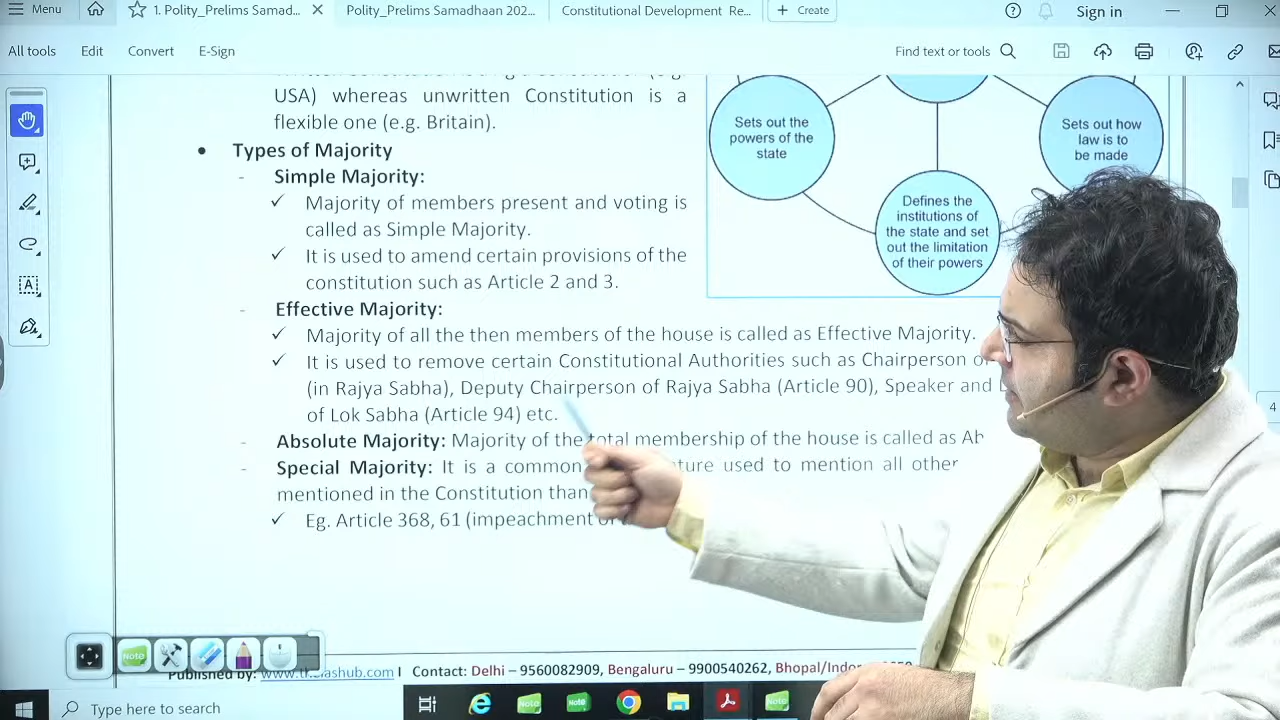 Menu
1. Polity_Prelims Samad...
Polity_Prelims Samadhaan 202...
Constitutional Development Re...
Create
Sign in
All tools
Edit
Convert
E-Sign
Find text or tools
USA) whereas unwritten Constitution is a
flexible one (e.g. Britain).
• Types of Majority
- Simple Majority:
✓ Majority of members present and voting is
called as Simple Majority.
✓ It is used to amend certain provisions of the
constitution such as Article 2 and 3.
- Effective Majority:
✓ Majority of all the then members of the house is called as Effective Majority.
✓ It is used to remove certain Constitutional Authorities such as Chairperson
(in Rajya Sabha), Deputy Chairperson of Rajya Sabha (Article 90), Speaker and
of Lok Sabha (Article 94) etc.
- Absolute Majority: Majority of the total membership of the house is called as Ab
- Special Majority: It is a common used to mention all other
mentioned in the Constitution than
✓ Eg. Article 368, 61 (impeachment
Sets out the
powers of the
state
Sets out how
law is to
be made
Defines the
institutions of
the state and set
out the limitation
of their powers
4
Note
Published by:
I Contact: Delhi – 9560082909, Bengaluru – 9900540262, Bhopal/Indor
Type here to search
Note
Note
Note